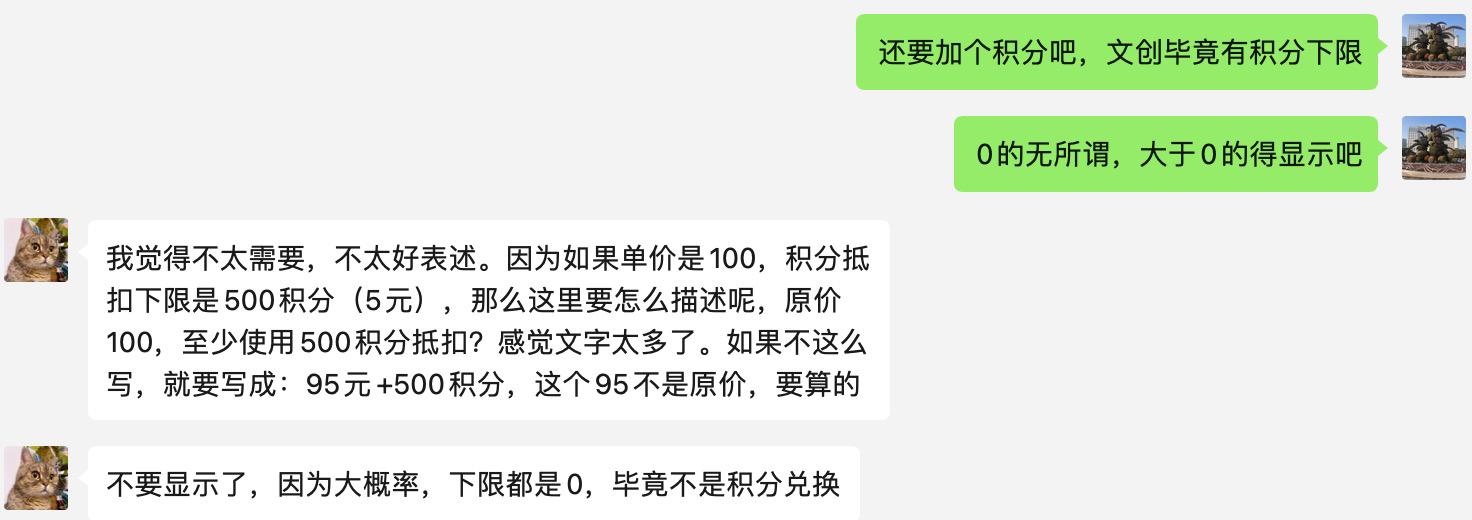 还要加个积分吧，文创毕竟有积分下限
0的无所谓，大于0的得显示吧
我觉得不太需要，不太好表述。因为如果单价是100，积分抵
扣下限是500积分（5元），那么这里要怎么描述呢，原价
100，至少使用500积分抵扣？感觉文字太多了。如果不这么
写，就要写成：95元+500积分，这个95不是原价，要算的
不要显示了，因为大概率，下限都是0，毕竟不是积分兑换